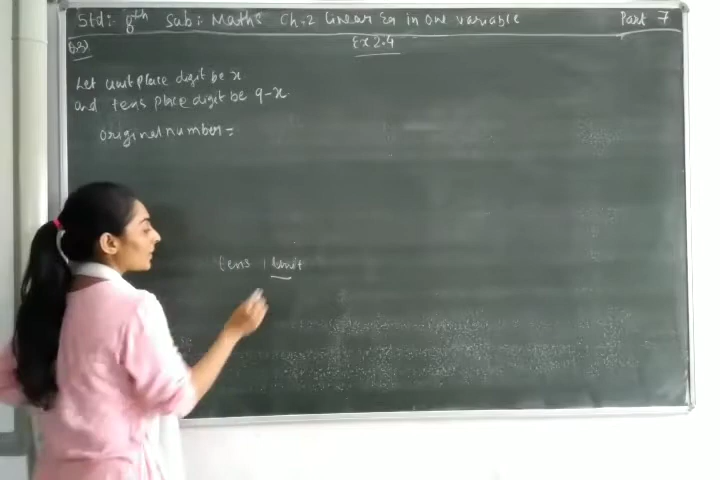 Std: 8th Sub: Maths Ch-2 Linear Eq in One variable Part 7
Q.3) Ex 2.4
Let unit place digit be x
and tens place digit be 9-x.
Original number =
tens | Unit